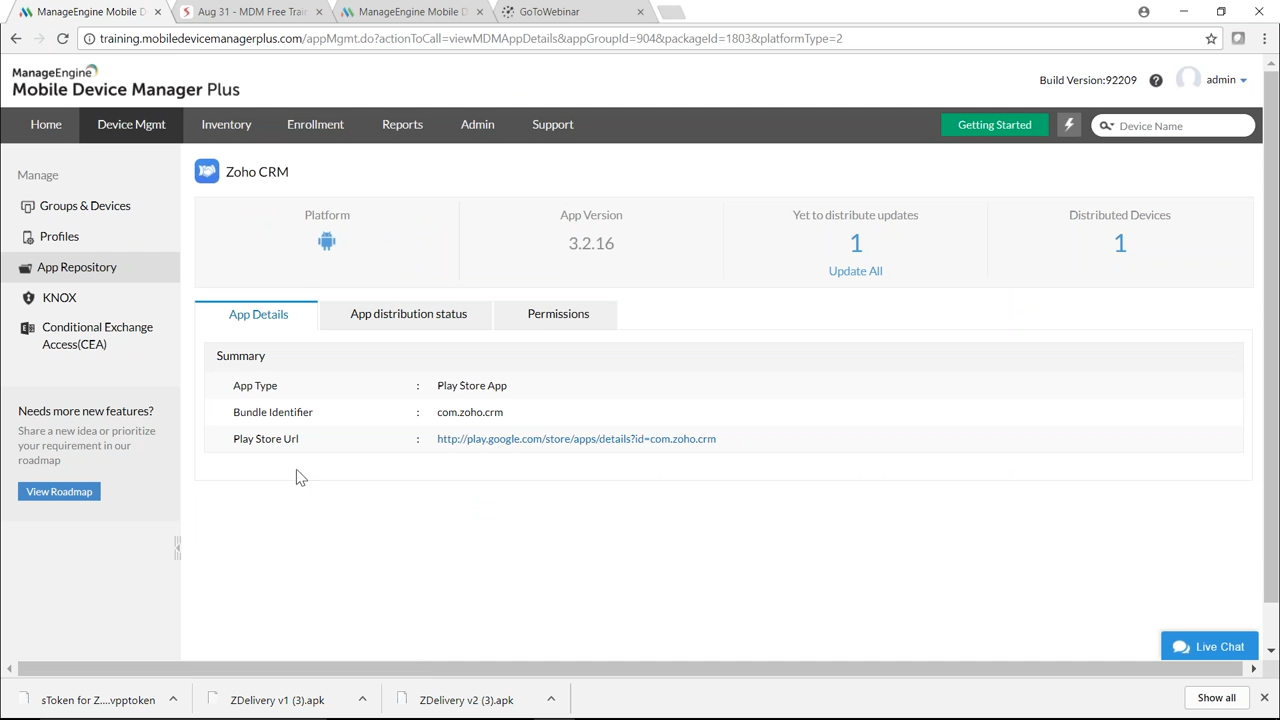 ManageEngine Mobile D
Aug 31 - MDM Free Trai
ManageEngine Mobile D
GoToWebinar
training.mobiledevicemanagerplus.com/appMgmt.do?actionToCall=viewMDMAppDetails&appGroupId=904&packageId=1803&platformType=2
ManageEngine
Mobile Device Manager Plus
Build Version:92209
admin
Home
Device Mgmt
Inventory
Enrollment
Reports
Admin
Support
Getting Started
Device Name
Manage
Groups & Devices
Profiles
App Repository
KNOX
Conditional Exchange
Access(CEA)
Needs more new features?
Share a new idea or prioritize
your requirement in our
roadmap
View Roadmap
Zoho CRM
Platform
App Version
3.2.16
Yet to distribute updates
1
Update All
Distributed Devices
1
App Details
App distribution status
Permissions
Summary
App Type : Play Store App
Bundle Identifier : com.zoho.crm
Play Store Url : http://play.google.com/store/apps/details?id=com.zoho.crm
Live Chat
sToken for Z....vpptoken
ZDelivery v1 (3).apk
ZDelivery v2 (3).apk
Show all